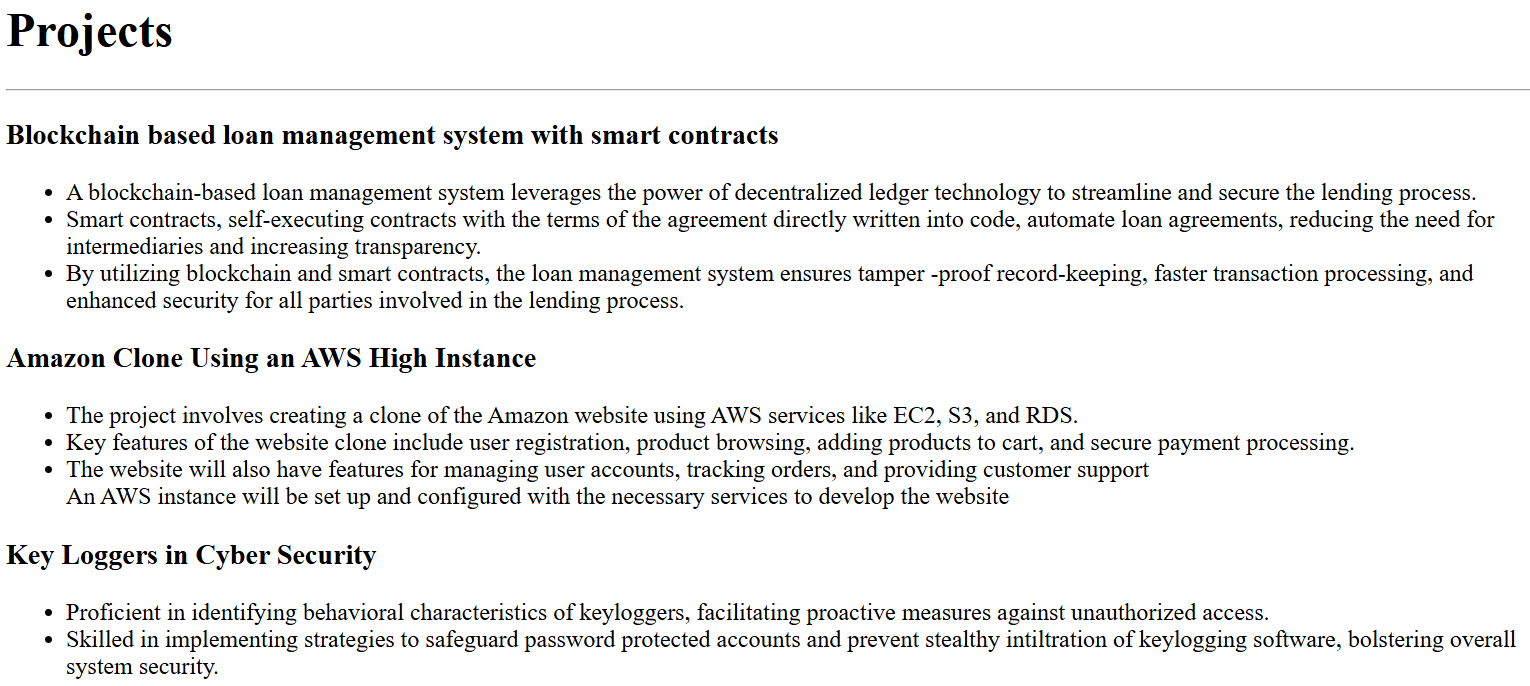 Projects
Blockchain based loan management system with smart contracts
• A blockchain-based loan management system leverages the power of decentralized ledger technology to streamline and secure the lending process.
• Smart contracts, self-executing contracts with the terms of the agreement directly written into code, automate loan agreements, reducing the need for
intermediaries and increasing transparency.
• By utilizing blockchain and smart contracts, the loan management system ensures tamper -proof record-keeping, faster transaction processing, and
enhanced security for all parties involved in the lending process.
Amazon Clone Using an AWS High Instance
• The project involves creating a clone of the Amazon website using AWS services like EC2, S3, and RDS.
• Key features of the website clone include user registration, product browsing, adding products to cart, and secure payment processing.
• The website will also have features for managing user accounts, tracking orders, and providing customer support
An AWS instance will be set up and configured with the necessary services to develop the website
Key Loggers in Cyber Security
• Proficient in identifying behavioral characteristics of keyloggers, facilitating proactive measures against unauthorized access.
• Skilled in implementing strategies to safeguard password protected accounts and prevent stealthy intiltration of keylogging software, bolstering overall
system security.